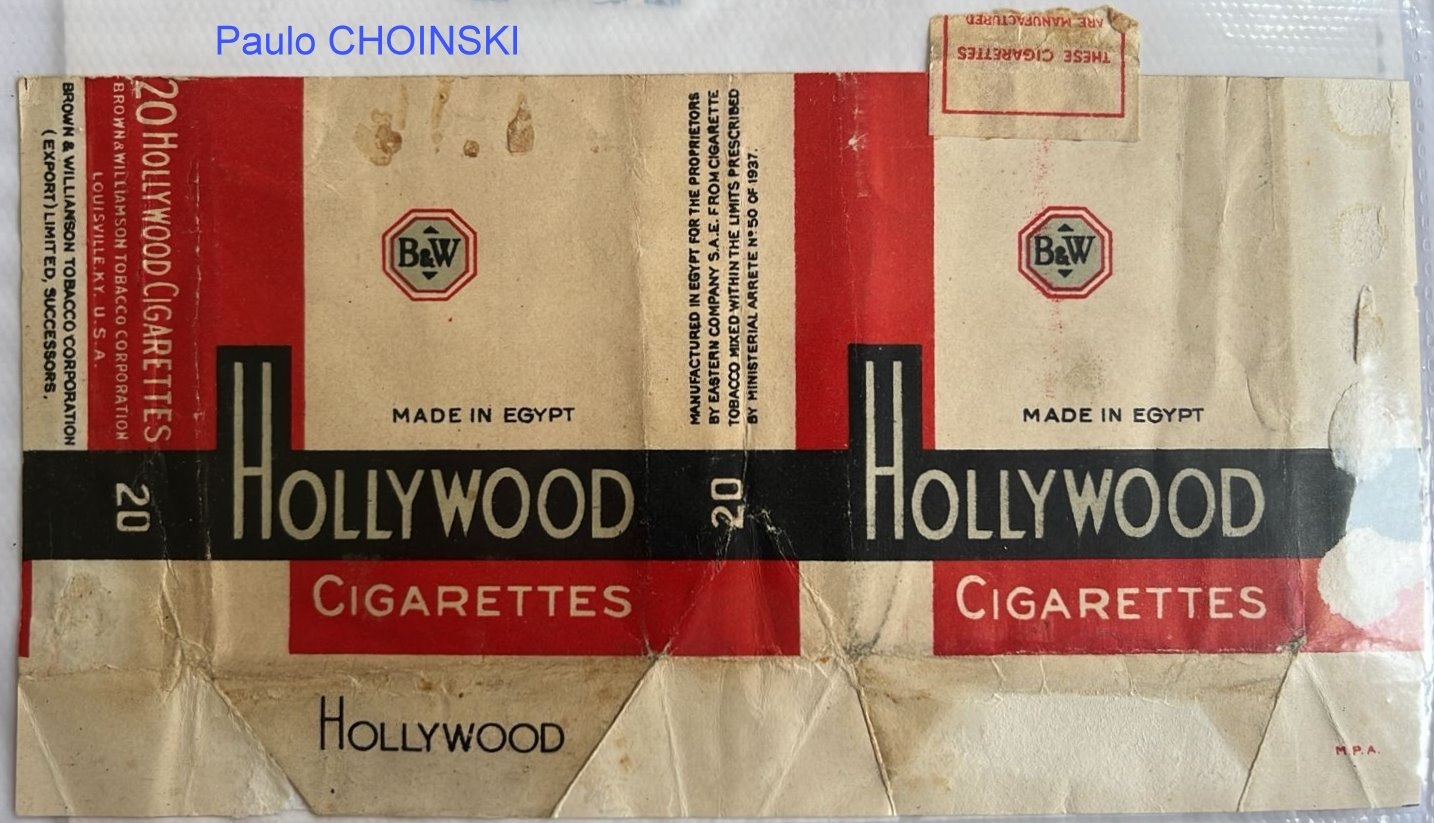 Paulo CHOINSKI
THESE CIGARETTES
ARE MANUFACTURED
BROWN & WILLIANSON TOBACCO CORPORATION
(EXPORT) LIMITED, SUCCESSORS,
20 HOLLYWOOD CIGARETTES
BROWN & WILLIAMSON TOBACCO CORPORATION
LOUISVILLE.KY. U.S.A.
20
B&W
MADE IN EGYPT
HOLLYWOOD
CIGARETTES
HOLLYWOOD
MANUFACTURED IN EGYPT FOR THE PROPRIETORS
BY EASTERN COMPANY S.A.E. FROM CIGARETTE
TOBACCO MIXED WITHIN THE LIMITS PRESCRIBED
BY MINISTERIAL ARRETE Nº 50 OF 1937.
20
B&W
MADE IN EGYPT
HOLLYWOOD
CIGARETTES
M.P.A.